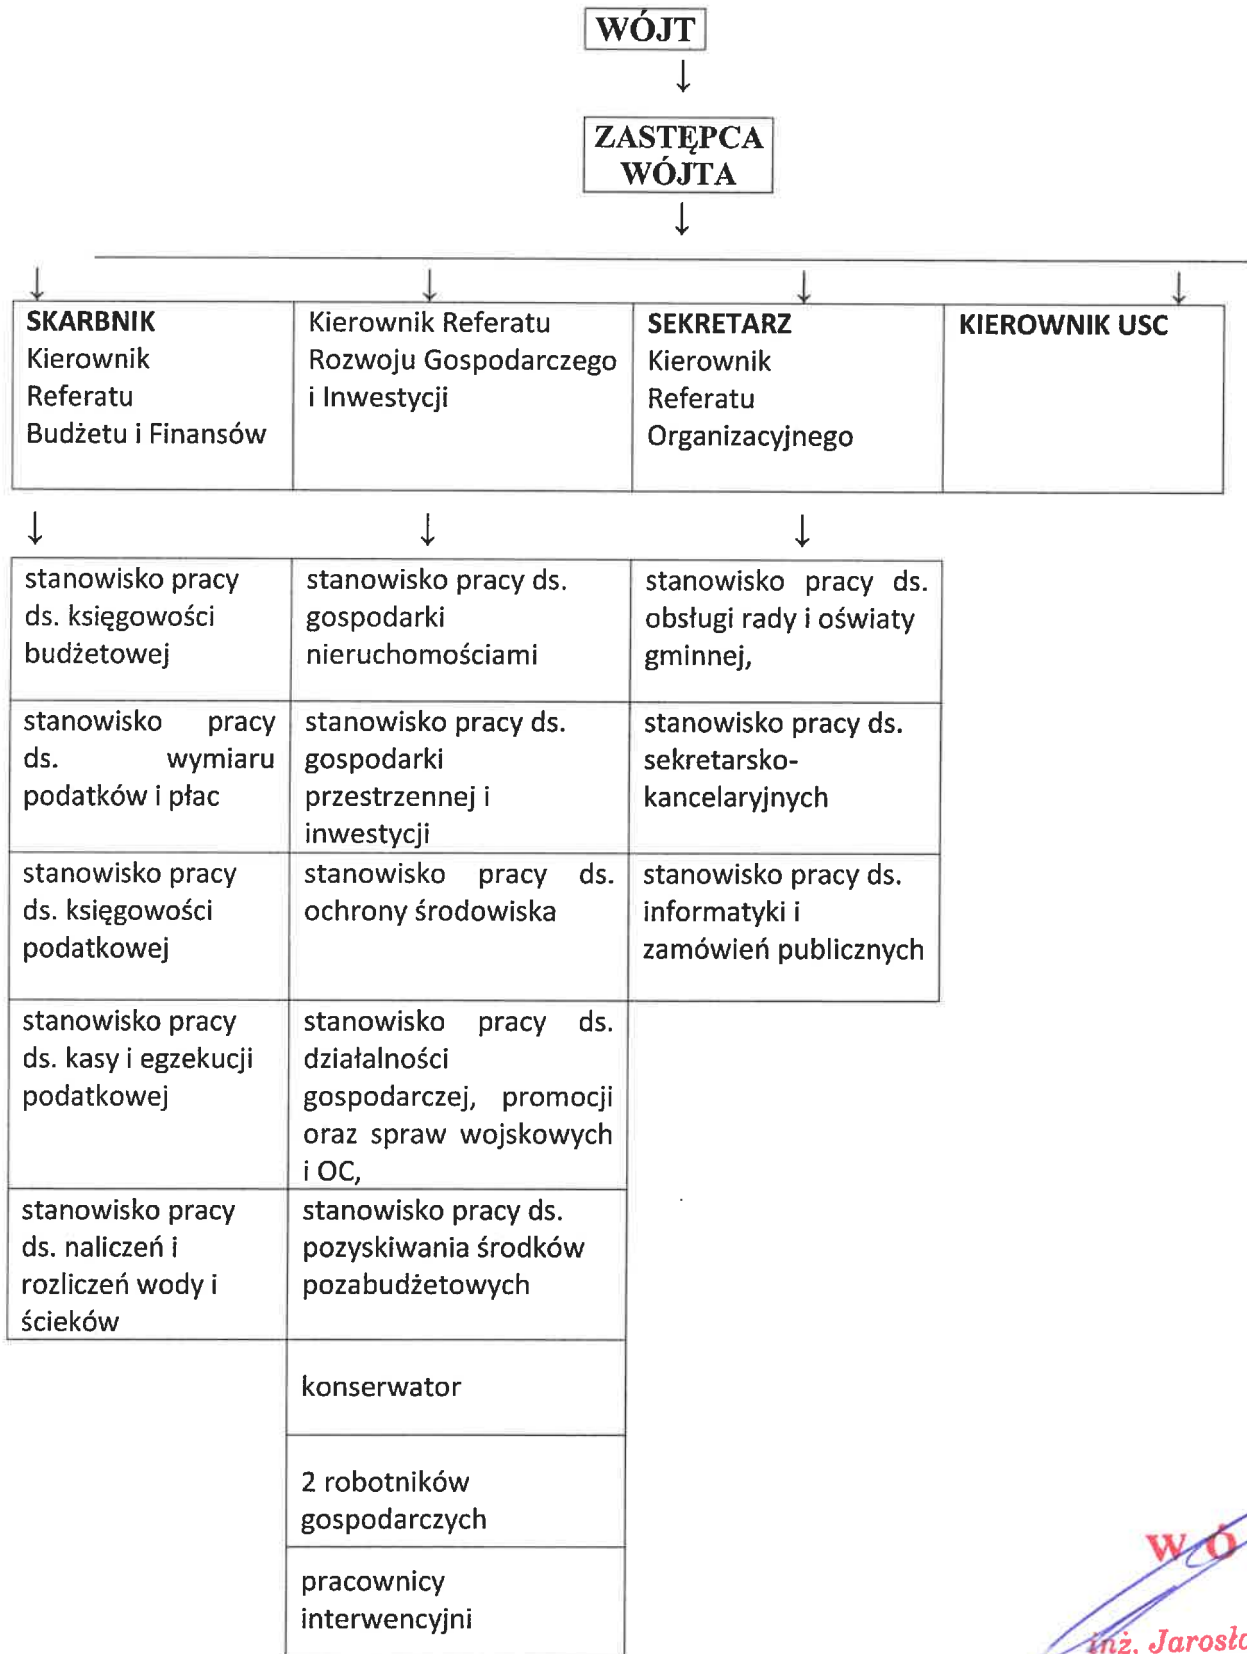 WÓJT
ZASTĘPCA
WÓJTA
SKARBNIK
Kierownik
Referatu
Budżetu i Finansów
Kierownik Referatu
Rozwoju Gospodarczego
i Inwestycji
SEKRETARZ
Kierownik
Referatu
Organizacyjnego
KIEROWNIK USC
stanowisko pracy
ds. księgowości
budżetowej
stanowisko pracy ds.
gospodarki
nieruchomościami
stanowisko pracy ds.
obsługi rady i oświaty
gminnej,
stanowisko pracy
ds. wymiaru
podatków i płac
stanowisko pracy ds.
gospodarki
przestrzennej i
inwestycji
stanowisko pracy ds.
sekretarsko-
kancelaryjnych
stanowisko pracy
ds. księgowości
podatkowej
stanowisko pracy ds.
ochrony środowiska
stanowisko pracy ds.
informatyki i
zamówień publicznych
stanowisko pracy
ds. kasy i egzekucji
podatkowej
stanowisko pracy ds.
działalności
gospodarczej, promocji
oraz spraw wojskowych
i OC,
stanowisko pracy
ds. naliczeń i
rozliczeń wody i
ścieków
stanowisko pracy ds.
pozyskiwania środków
pozabudżetowych
konserwator
2 robotników
gospodarczych
pracownicy
interwencyjni
WÓ
inż. Jarosła